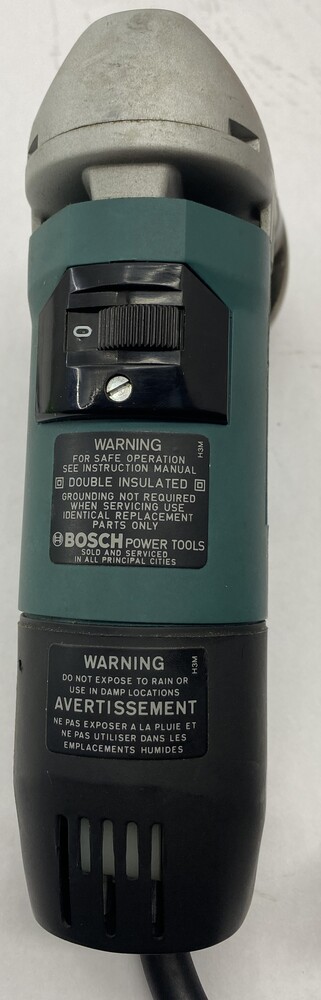 0
WARNING
FOR SAFE OPERATION
SEE INSTRUCTION MANUAL
DOUBLE INSULATED
GROUNDING NOT REQUIRED
WHEN SERVICING USE
IDENTICAL REPLACEMENT
PARTS ONLY
BOSCH POWER TOOLS
SOLD AND SERVICED
IN ALL PRINCIPAL CITIES
H3M
WARNING
DO NOT EXPOSE TO RAIN OR
USE IN DAMP LOCATIONS
AVERTISSEMENT
NE PAS EXPOSER A LA PLUIE ET
NE PAS UTILISER DANS LES
EMPLACEMENTS HUMIDES
H3M